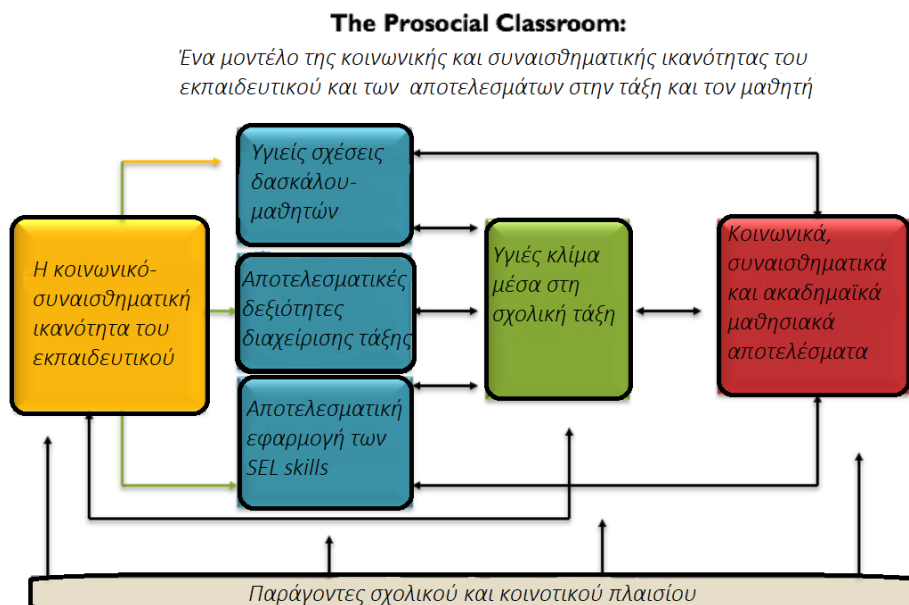 The Prosocial Classroom:
Ένα μοντέλο της κοινωνικής και συναισθηματικής ικανότητας του
εκπαιδευτικού και των αποτελεσμάτων στην τάξη και τον μαθητή
Η κοινωνικό-
συναισθηματική
ικανότητα του
εκπαιδευτικού
Υγιείς σχέσεις
δασκάλου-
μαθητών
Αποτελεσματικές
δεξιότητες
διαχείρισης τάξης
Αποτελεσματική
εφαρμογή των
SEL skills
Υγιές κλίμα
μέσα στη
σχολική τάξη
Κοινωνικά,
συναισθηματικά
και ακαδημαϊκά
μαθησιακά
αποτελέσματα
Παράγοντες σχολικού και κοινοτικού πλαισίου